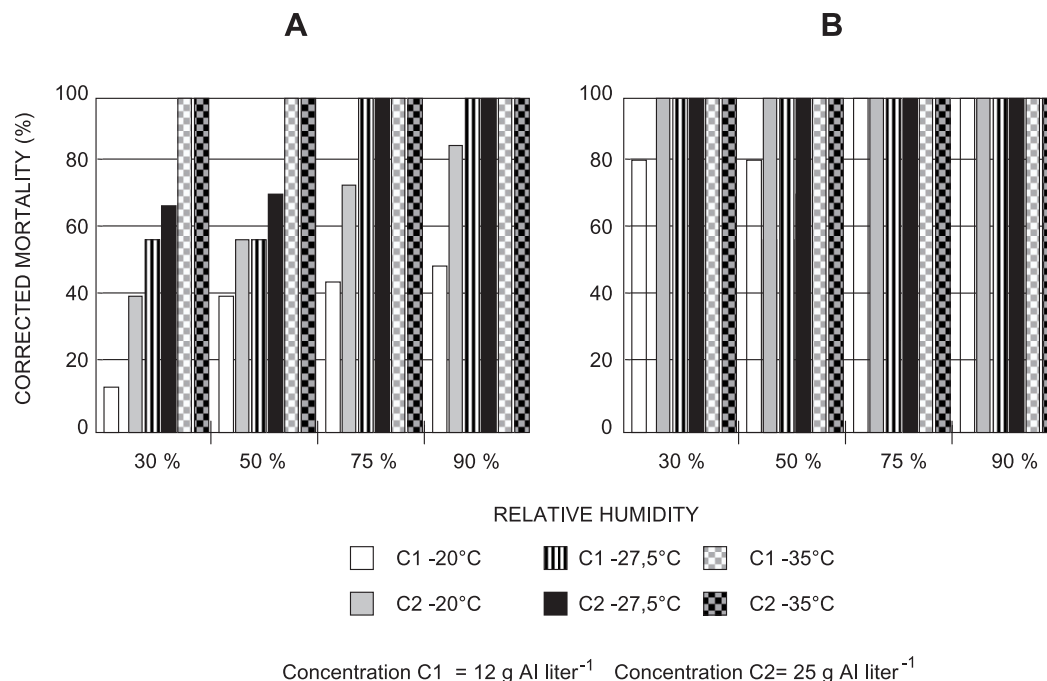 A B
CORRECTED MORTALITY (%)
100 100
80 80
60 60
40 40
20 20
0 0
30 % 50 % 75 % 90 % 30 % 50 % 75 % 90 %
RELATIVE HUMIDITY
C1 -20°C C1 -27,5°C C1 -35°C
C2 -20°C C2 -27,5°C C2 -35°C
Concentration C1 = 12 g AI liter⁻¹ Concentration C2= 25 g AI liter⁻¹